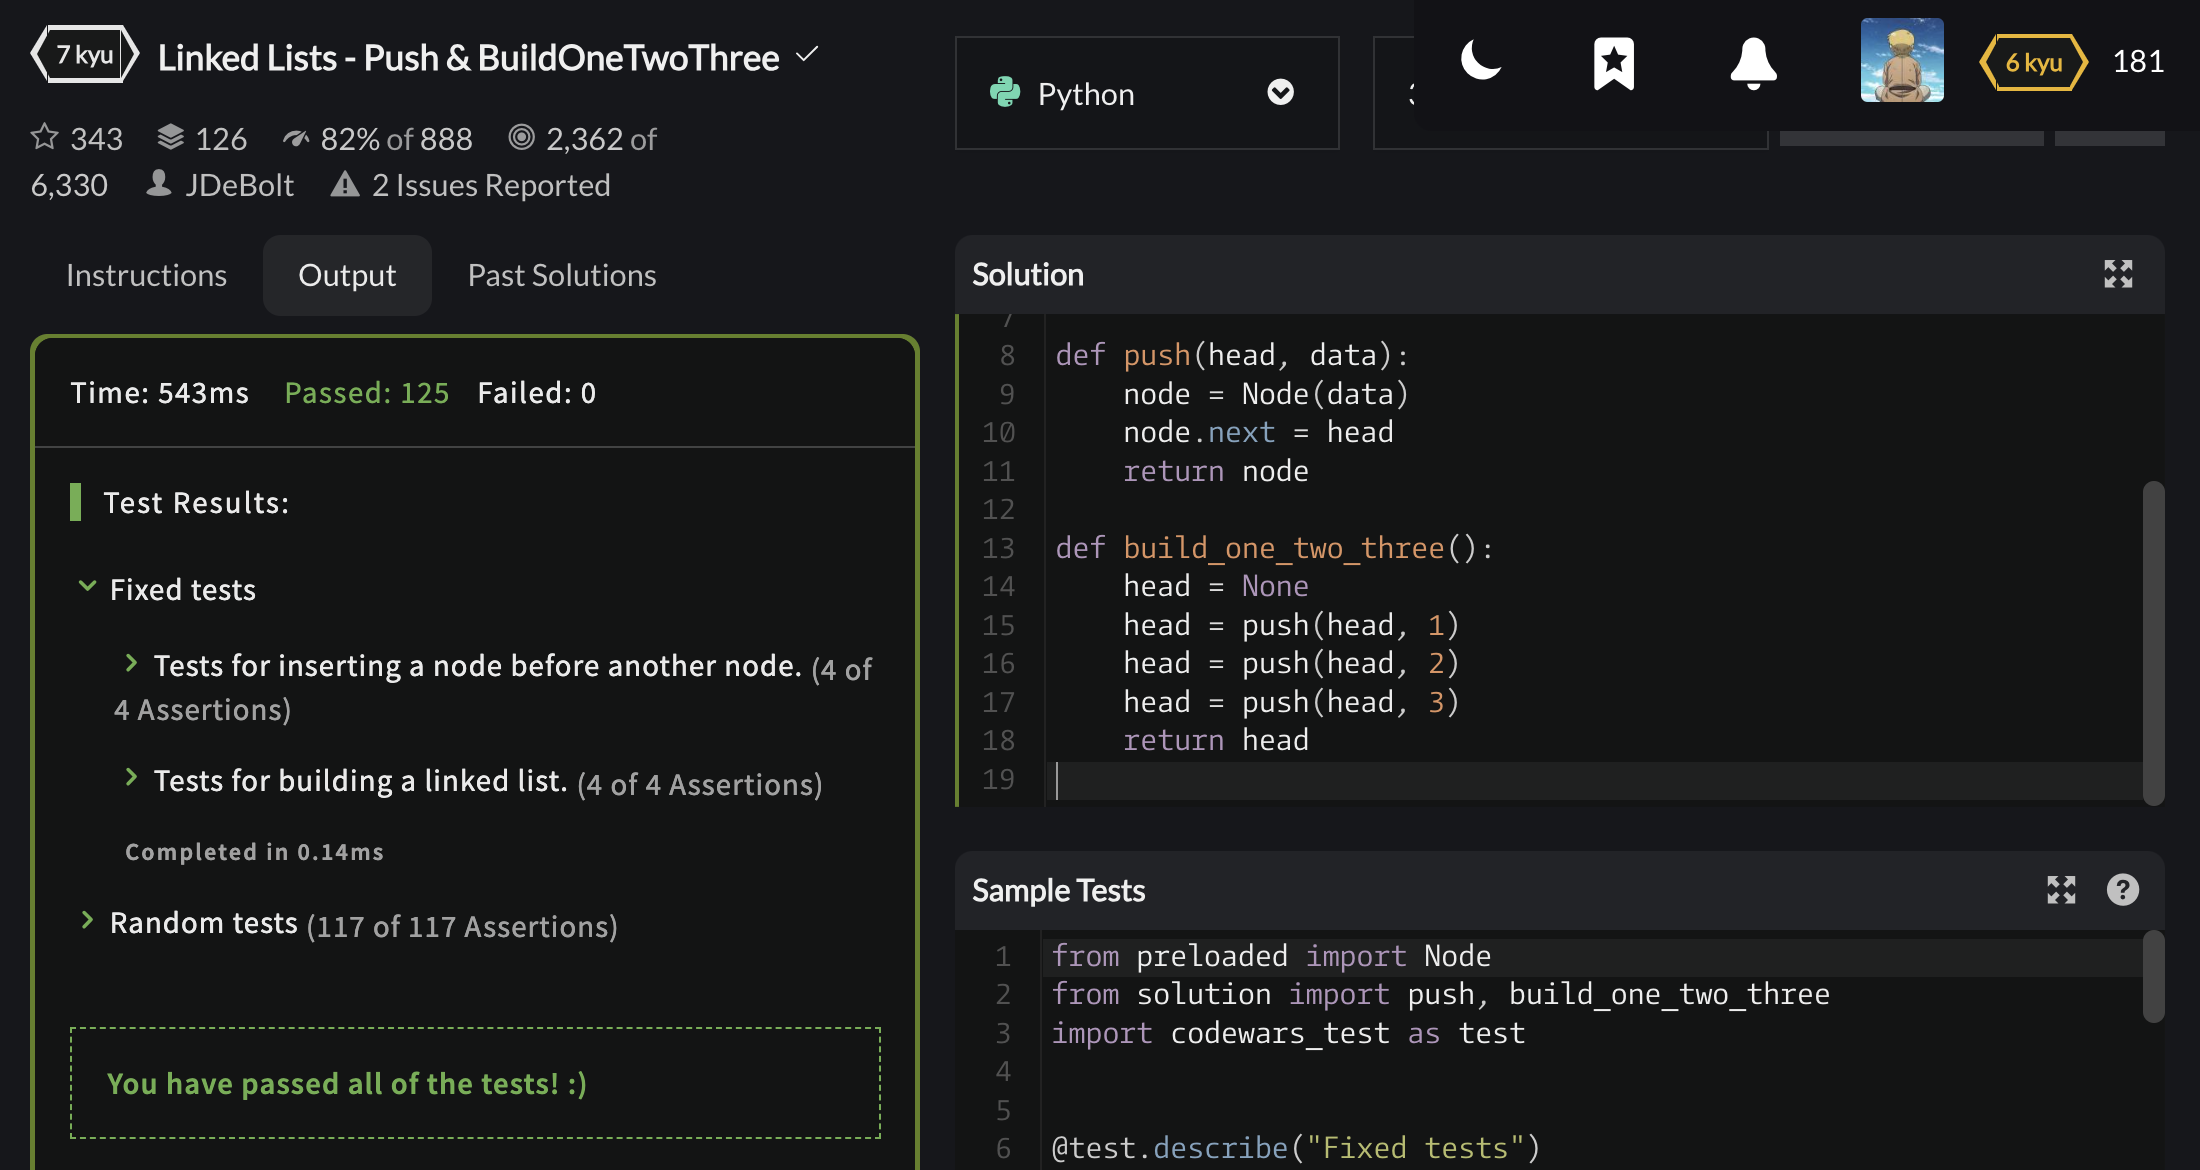 7 kyu Linked Lists - Push & BuildOneTwoThree
343 126 82% of 888 2,362 of
6,330 JDeBolt 2 Issues Reported
Python
6 kyu 181
Instructions Output Past Solutions
Time: 543ms Passed: 125 Failed: 0
Test Results:
Fixed tests
Tests for inserting a node before another node. (4 of
4 Assertions)
Tests for building a linked list. (4 of 4 Assertions)
Completed in 0.14ms
Random tests (117 of 117 Assertions)
You have passed all of the tests! :)
Solution
7
8 def push(head, data):
9     node = Node(data)
10     node.next = head
11     return node
12
13 def build_one_two_three():
14     head = None
15     head = push(head, 1)
16     head = push(head, 2)
17     head = push(head, 3)
18     return head
19
Sample Tests
1 from preloaded import Node
2 from solution import push, build_one_two_three
3 import codewars_test as test
4
5
6 @test.describe("Fixed tests")